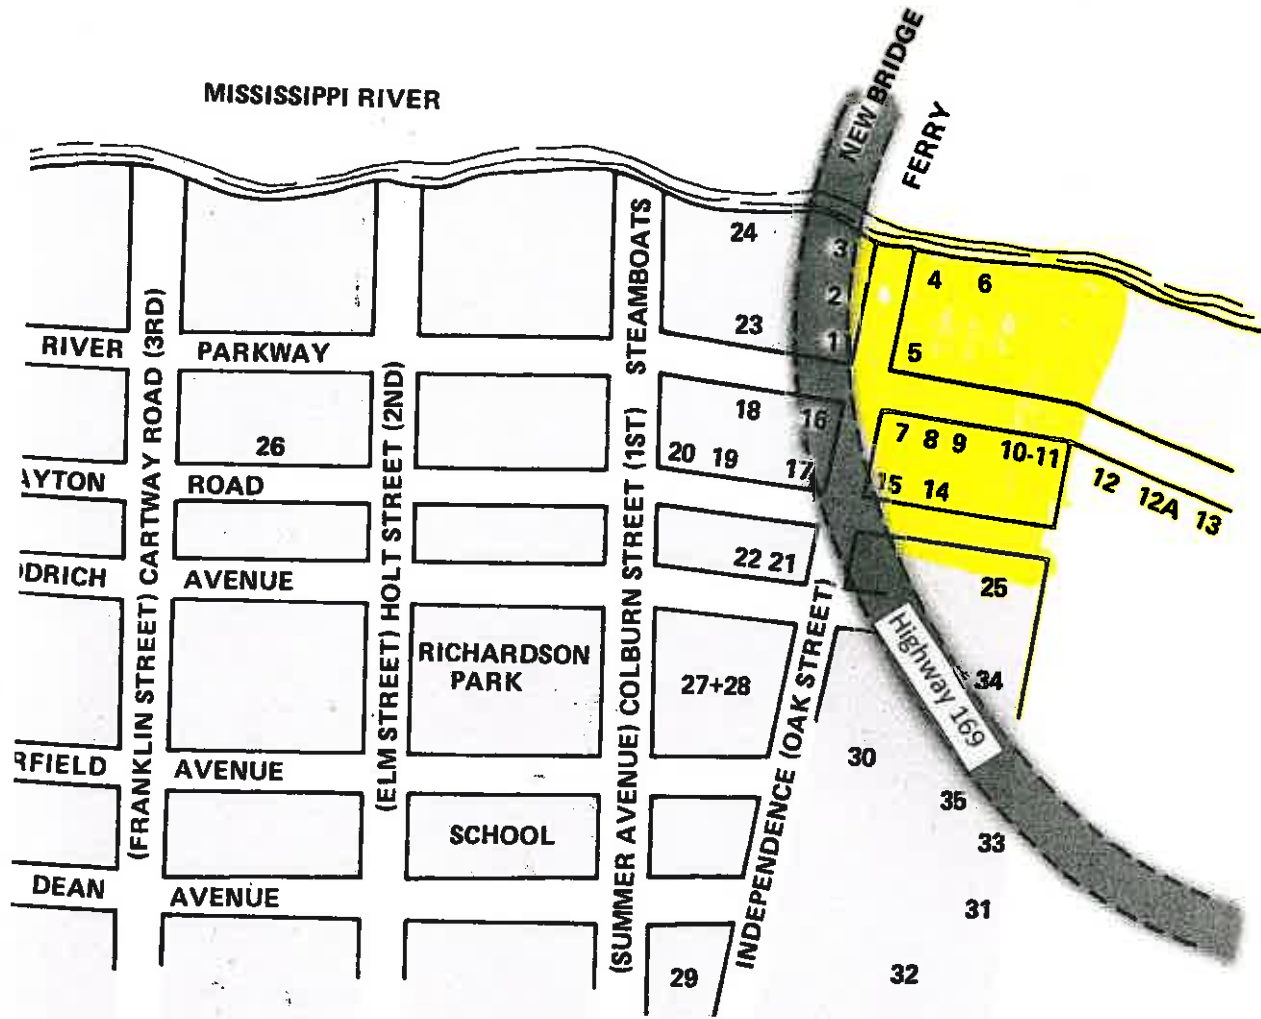 MISSISSIPPI RIVER
NEW BRIDGE
FERRY
24
3
4
6
2
23
1
5
STEAMBOATS
RIVER PARKWAY
18
16
7
8
9
10-11
26
20
19
17
15
14
12
12A
13
AYTON ROAD
22
21
DRICH AVENUE
25
RICHARDSON
PARK
27+28
34
Highway 169
30
RFIELD AVENUE
35
SCHOOL
33
DEAN AVENUE
31
29
32
(FRANKLIN STREET) CARTWAY ROAD (3RD)
(ELM STREET) HOLT STREET (2ND)
(SUMMER AVENUE) COLBURN STREET (1ST)
INDEPENDENCE (OAK STREET)